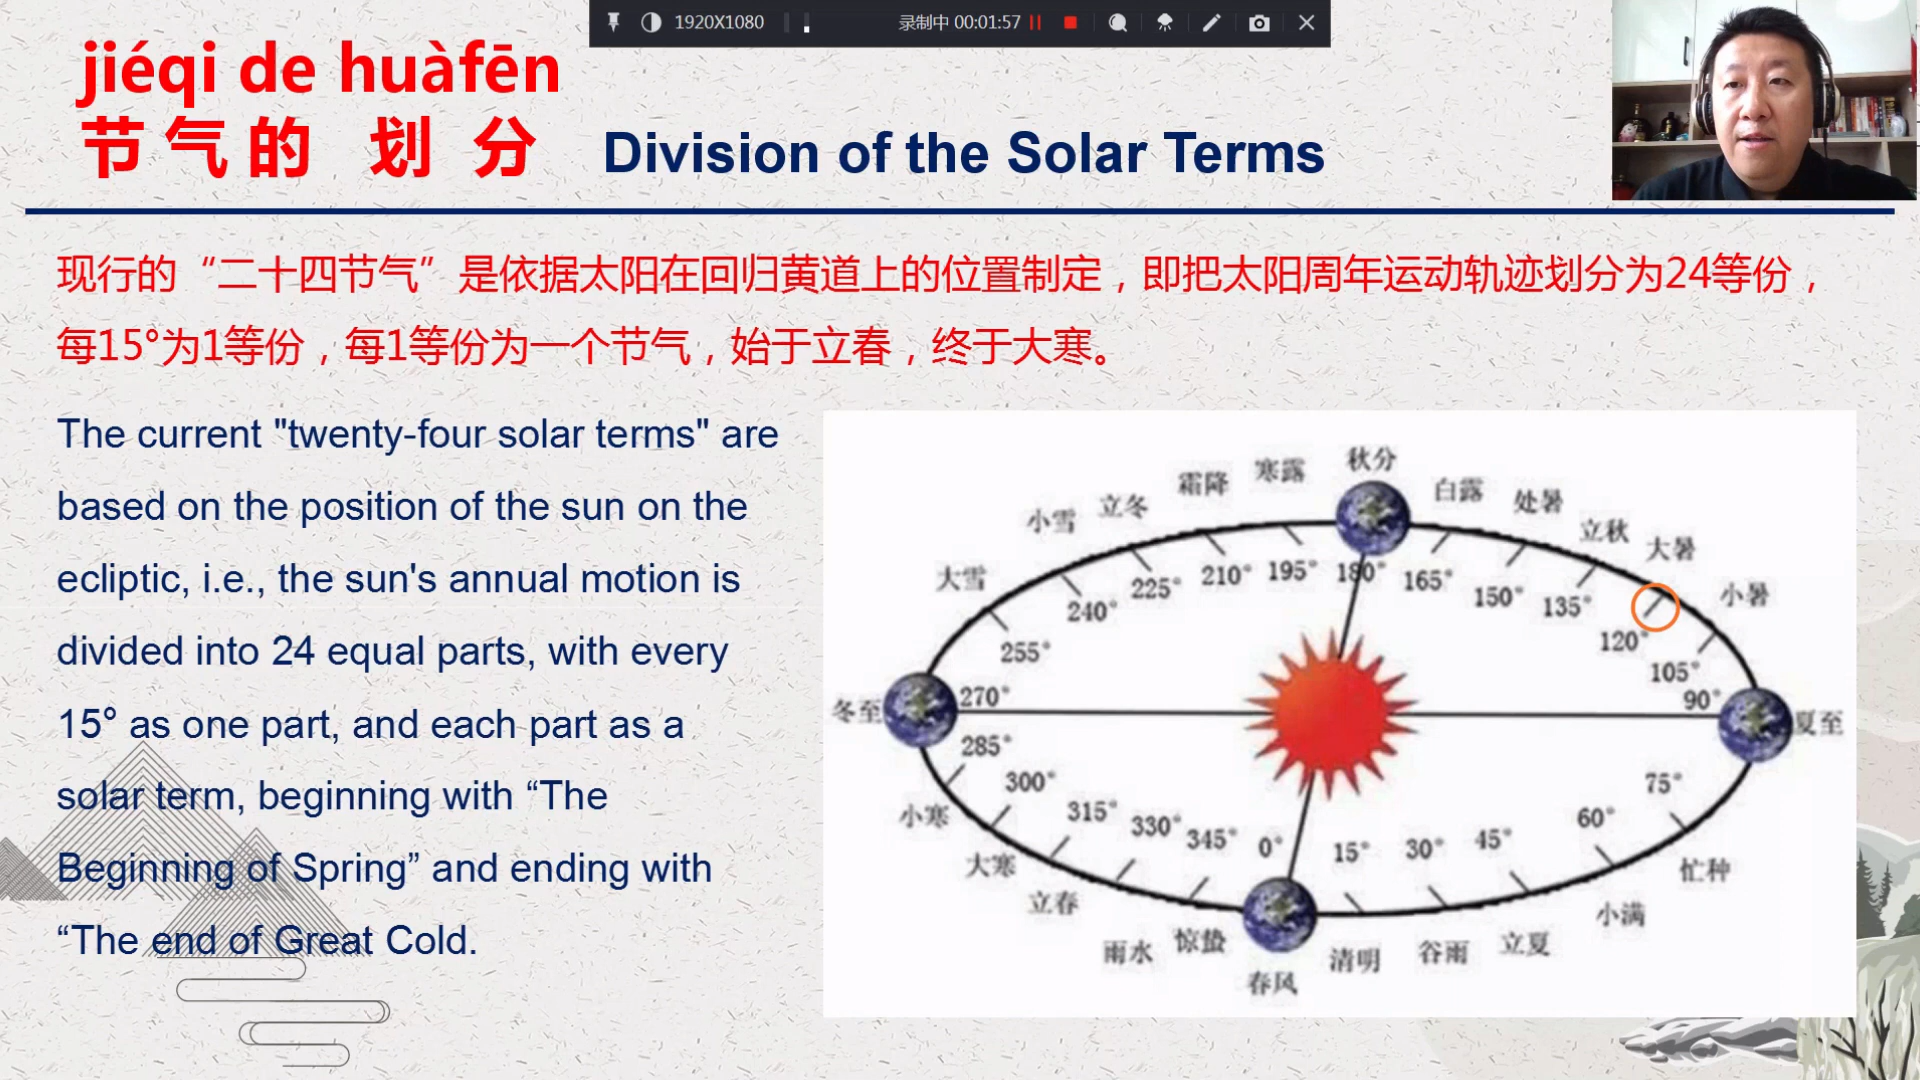 1920X1080 录制中 00:01:57
jiéqi de huàfēn
节气的 划 分 Division of the Solar Terms
现行的“二十四节气”是依据太阳在回归黄道上的位置制定，即把太阳周年运动轨迹划分为24等份，
每15°为1等份，每1等份为一个节气，始于立春，终于大寒。
The current "twenty-four solar terms" are
based on the position of the sun on the
ecliptic, i.e., the sun's annual motion is
divided into 24 equal parts, with every
15° as one part, and each part as a
solar term, beginning with “The
Beginning of Spring” and ending with
“The end of Great Cold.
秋分
寒露
霜降
立冬
小雪
大雪
冬至
小寒
大寒
立春
雨水
惊蛰
春风
清明
谷雨
立夏
小满
忙种
夏至
小暑
大暑
立秋
处暑
白露
180°
195°
210°
225°
240°
255°
270°
285°
300°
315°
330°
345°
0°
15°
30°
45°
60°
75°
90°
105°
120°
135°
150°
165°